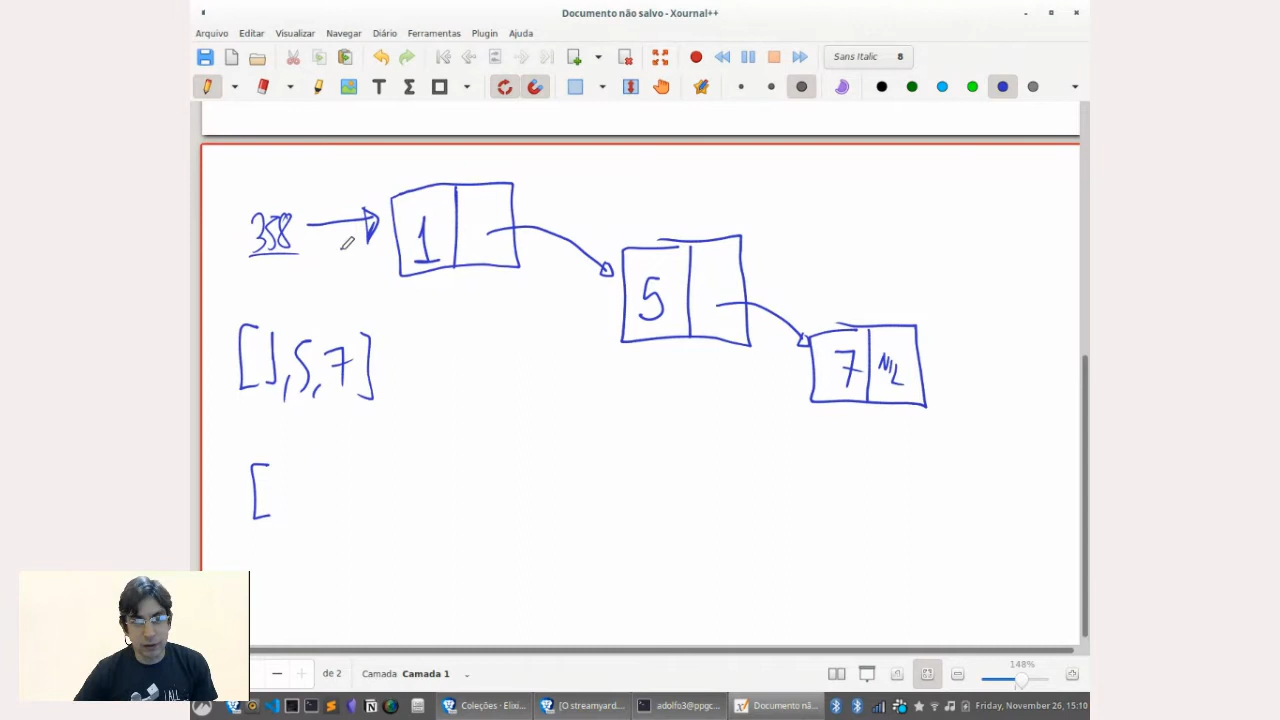 Documento não salvo - Xournal++
Arquivo Editar Visualizar Navegar Diário Ferramentas Plugin Ajuda
Sans Italic 8
358
1
5
7 NIL
[1,5,7]
[
de 2 Camada Camada 1
148%
Coleções - Elixi... [O streamyard... adolfo3@ppgc... Documento nã... Friday, November 26, 15:10